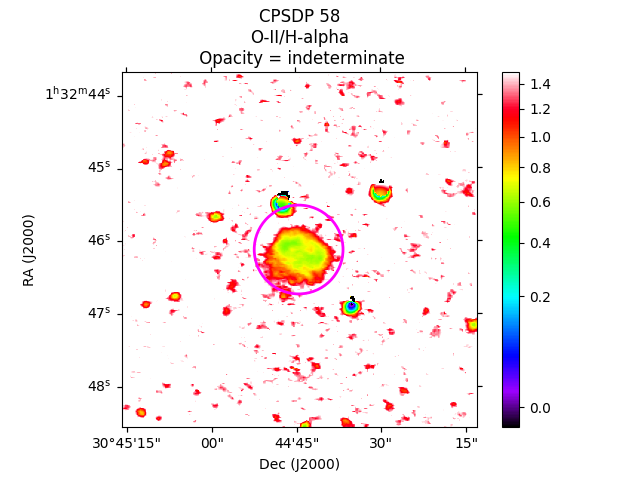 CPSDP 58
O-II/H-alpha
Opacity = indeterminate
1ʰ32ᵐ44ˢ
45ˢ
46ˢ
47ˢ
48ˢ
RA (J2000)
30°45'15"
00"
44'45"
30"
15"
Dec (J2000)
1.4
1.2
1.0
0.8
0.6
0.4
0.2
0.0